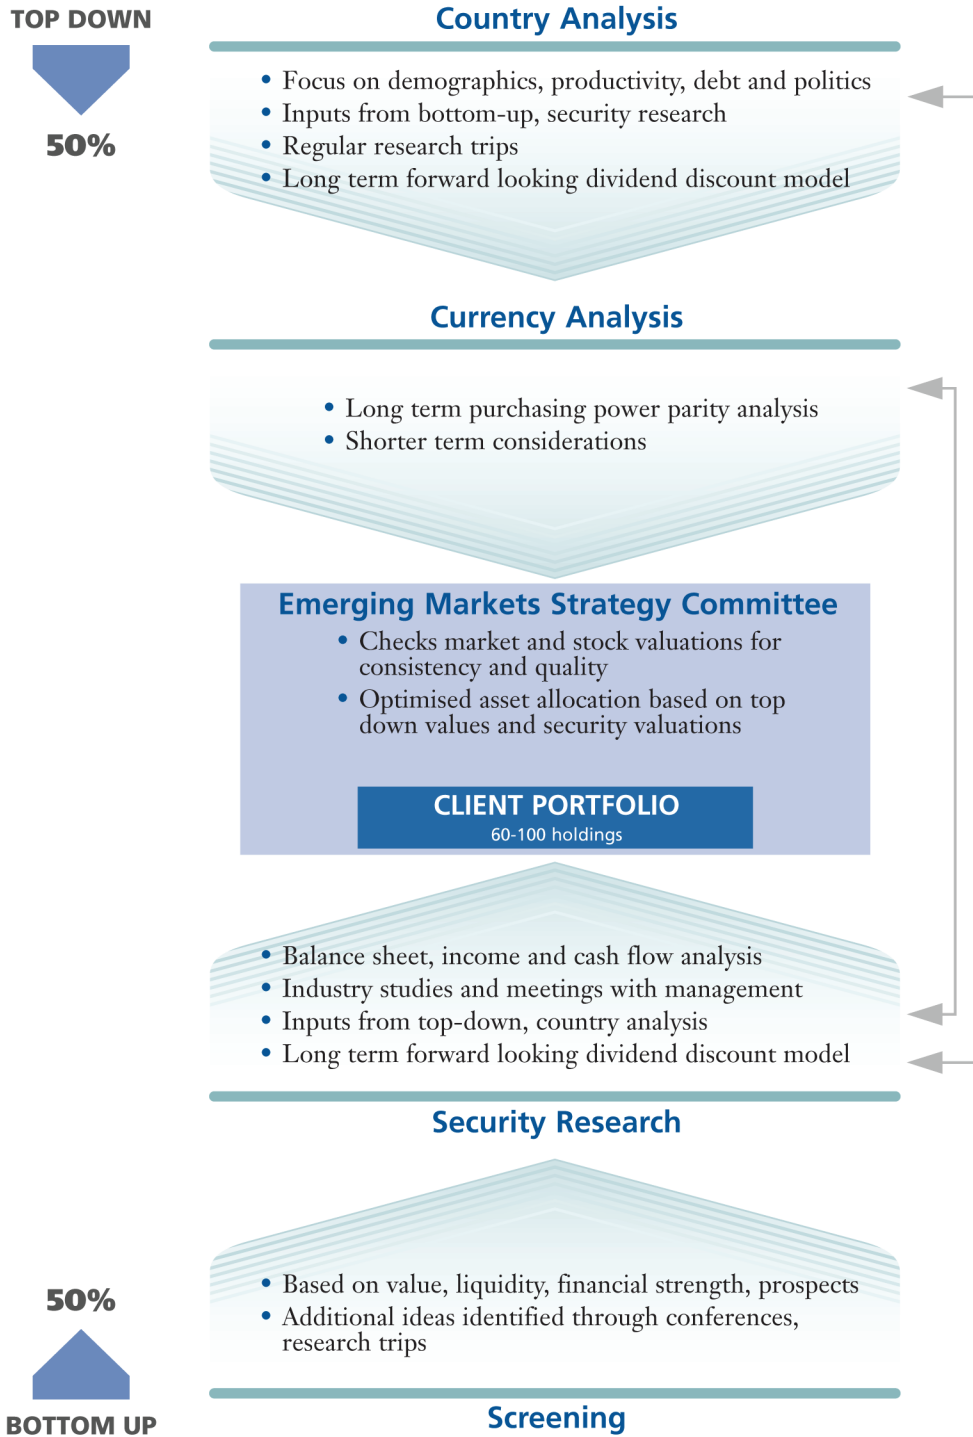 TOP DOWN
50%
Country Analysis
• Focus on demographics, productivity, debt and politics
• Inputs from bottom-up, security research
• Regular research trips
• Long term forward looking dividend discount model
Currency Analysis
• Long term purchasing power parity analysis
• Shorter term considerations
Emerging Markets Strategy Committee
• Checks market and stock valuations for
consistency and quality
• Optimised asset allocation based on top
down values and security valuations
CLIENT PORTFOLIO
60-100 holdings
• Balance sheet, income and cash flow analysis
• Industry studies and meetings with management
• Inputs from top-down, country analysis
• Long term forward looking dividend discount model
Security Research
• Based on value, liquidity, financial strength, prospects
• Additional ideas identified through conferences,
research trips
Screening
50%
BOTTOM UP